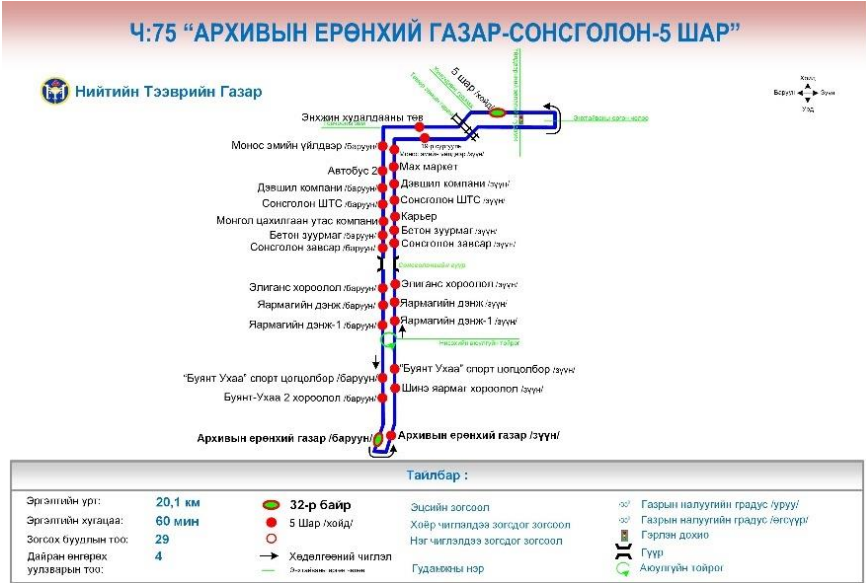 Ч:75 “АРХИВЫН ЕРӨНХИЙ ГАЗАР-СОНСГОЛОН-5 ШАР”
Нийтийн Тээврийн Газар
Хойд
Баруун
Зүүн
Урд
5 шар /хойд/
Энхжин худалдааны төв
Монос эмийн үйлдвэр /баруун/
Монос эмийн үйлдвэр /зүүн/
Автобус 2
Мах маркет
Дэвшил компани /баруун/
Дэвшил компани /зүүн/
Сонсголон ШТС /баруун/
Сонсголон ШТС /зүүн/
Монгол цахилгаан утас компани
Карьер
Бетон зуурмаг /баруун/
Бетон зуурмаг /зүүн/
Сонсголон завсар /баруун/
Сонсголон завсар /зүүн/
Элиганс хороолол /баруун/
Элиганс хороолол /зүүн/
Яармагийн дэнж /баруун/
Яармагийн дэнж /зүүн/
Яармагийн дэнж-1 /баруун/
Яармагийн дэнж-1 /зүүн/
“Буянт Ухаа” спорт цогцолбор /баруун/
“Буянт Ухаа” спорт цогцолбор /зүүн/
Буянт-Ухаа 2 хороолол /баруун/
Шинэ яармаг хороолол /зүүн/
Архивын ерөнхий газар /баруун/
Архивын ерөнхий газар /зүүн/
Тайлбар :
Эргэлтийн урт: 20,1 км
Эргэлтийн хугацаа: 60 мин
Зогсох буудлын тоо: 29
Дайран өнгөрөх уулзварын тоо: 4
32-р байр
5 Шар /хойд/
Хөдөлгөөний чиглэл
Эцсийн зогсоол
Хоёр чиглэлдээ зогсдог зогсоол
Нэг чиглэлдээ зогсдог зогсоол
Гудамжны нэр
Газрын налуугийн градус /уруу/
Газрын налуугийн градус /өгсүүр/
Гэрлэн дохио
Гүүр
Аюулгүйн тойрог